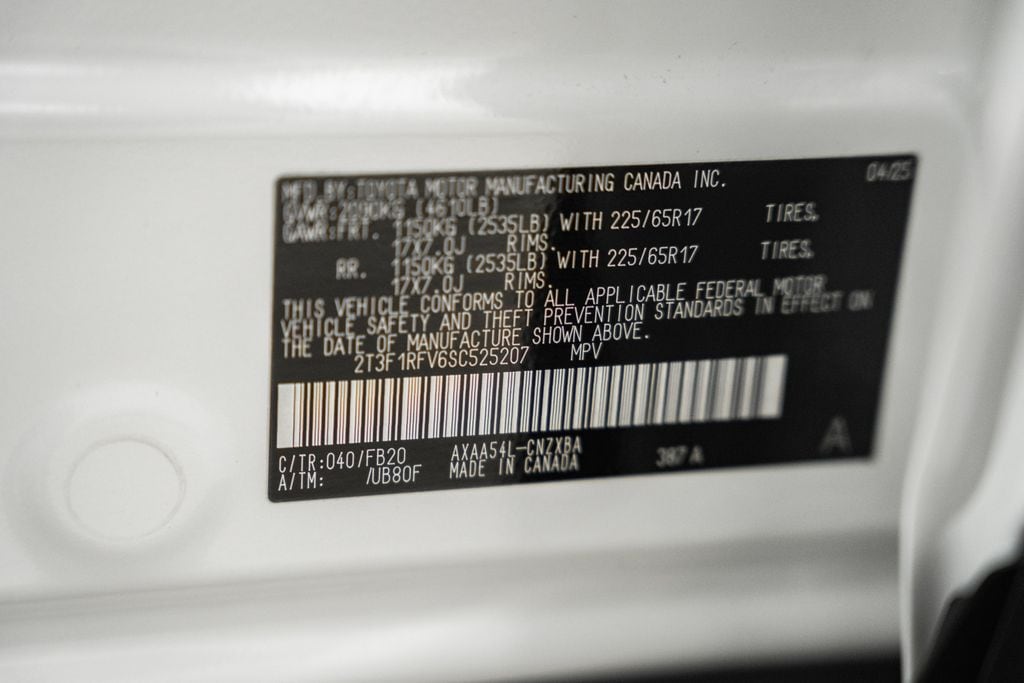 MFD BY:TOYOTA MOTOR MANUFACTURING CANADA INC. 04/25
GVWR:2090KG (4610LB)
GAWR:FRT. 1150KG (2535LB) WITH 225/65R17 TIRES.
17X7.0J RIMS.
RR. 1150KG (2535LB) WITH 225/65R17 TIRES.
17X7.0J RIMS.
THIS VEHICLE CONFORMS TO ALL APPLICABLE FEDERAL MOTOR
VEHICLE SAFETY AND THEFT PREVENTION STANDARDS IN EFFECT ON
THE DATE OF MANUFACTURE SHOWN ABOVE.
2T3F1RFV6SC525207 MPV
C/TR:040/FB20 AXAA54L-CNZXBA
A/TM: /UB80F MADE IN CANADA 387 A
A